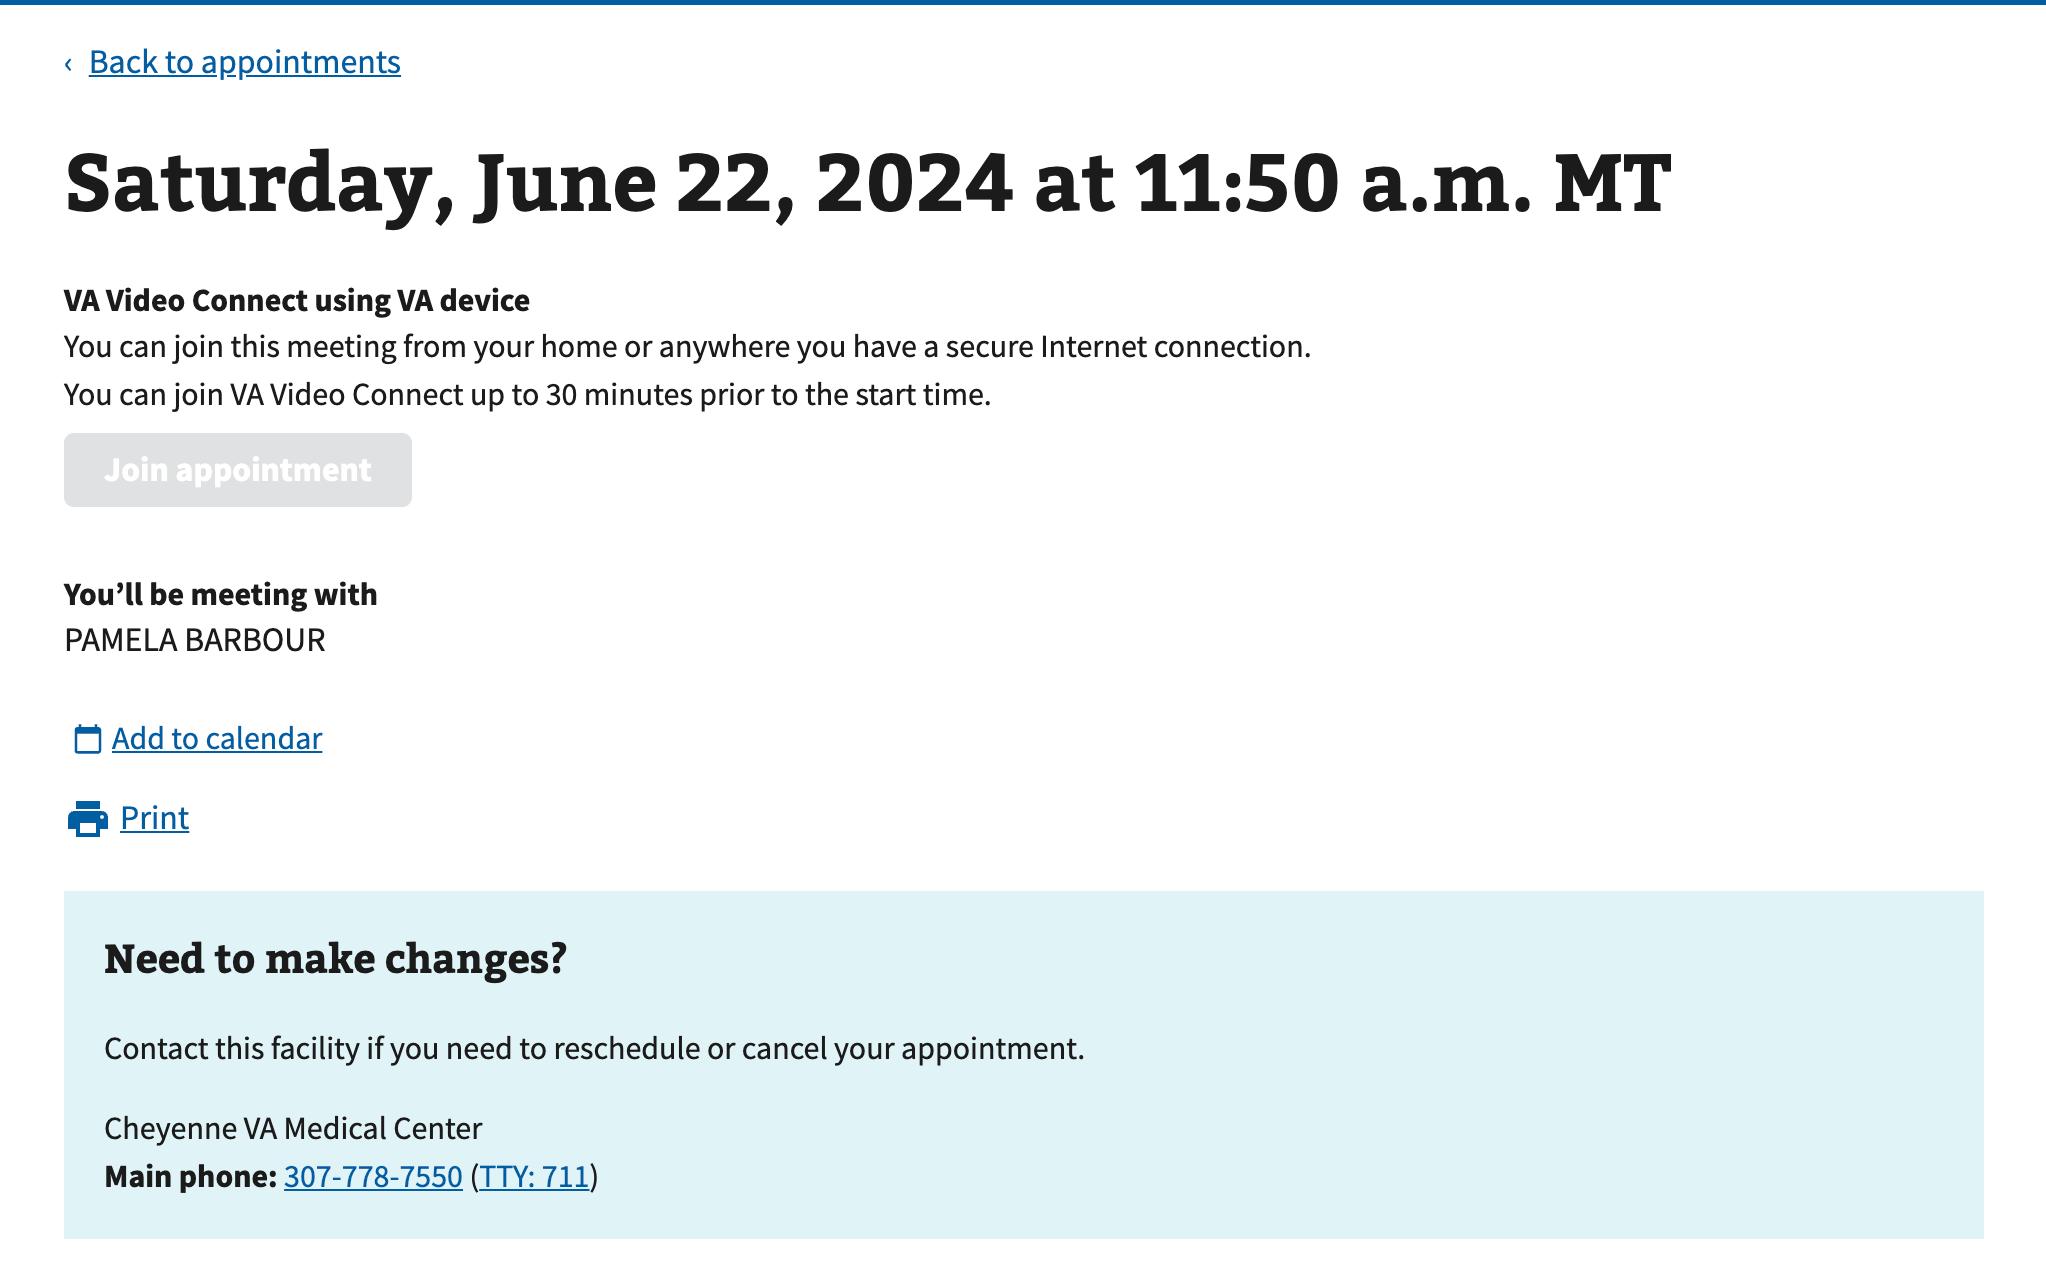 ‹ Back to appointments
Saturday, June 22, 2024 at 11:50 a.m. MT
VA Video Connect using VA device
You can join this meeting from your home or anywhere you have a secure Internet connection.
You can join VA Video Connect up to 30 minutes prior to the start time.
Join appointment
You’ll be meeting with
PAMELA BARBOUR
Add to calendar
Print
Need to make changes?
Contact this facility if you need to reschedule or cancel your appointment.
Cheyenne VA Medical Center
Main phone: 307-778-7550 (TTY: 711)